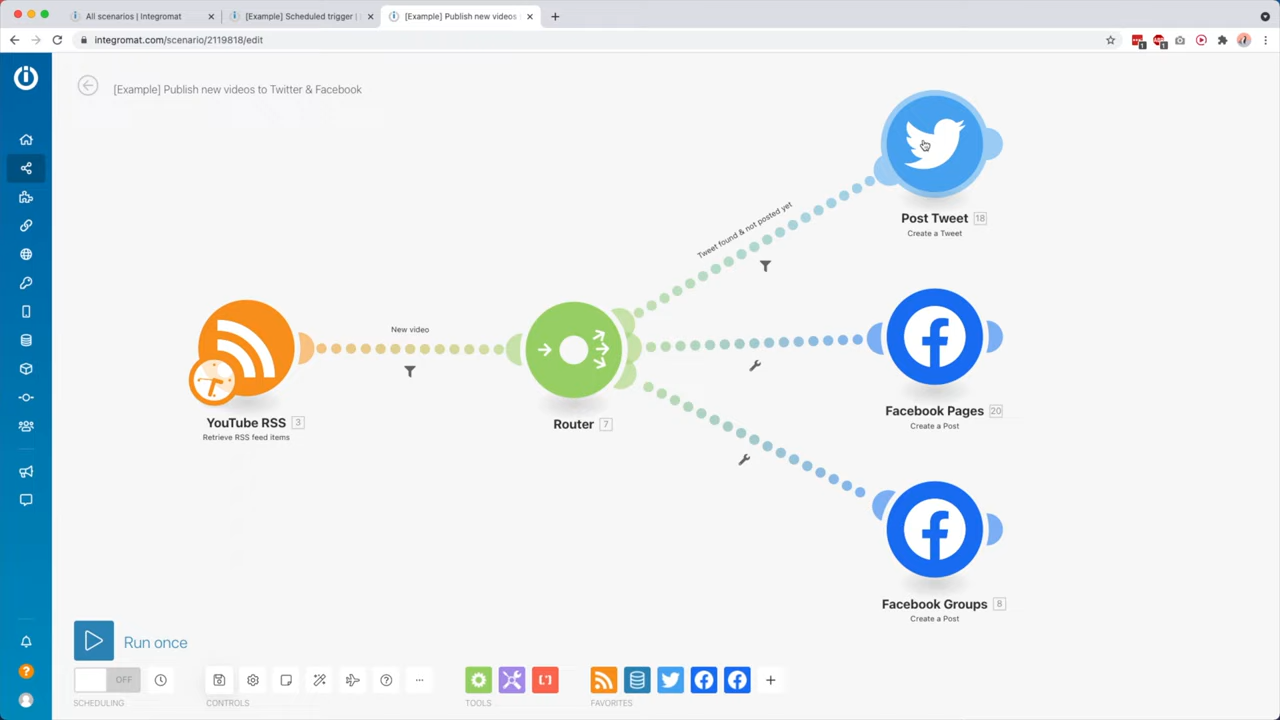 All scenarios | Integromat
[Example] Scheduled trigger |
[Example] Publish new videos
integromat.com/scenario/2119818/edit
1
1
[Example] Publish new videos to Twitter & Facebook
Tweet found & not posted yet
Post Tweet 18
Create a Tweet
New video
YouTube RSS 3
Retrieve RSS feed items
Router 7
Facebook Pages 20
Create a Post
Facebook Groups 8
Create a Post
Run once
OFF
SCHEDULING
CONTROLS
TOOLS
FAVORITES